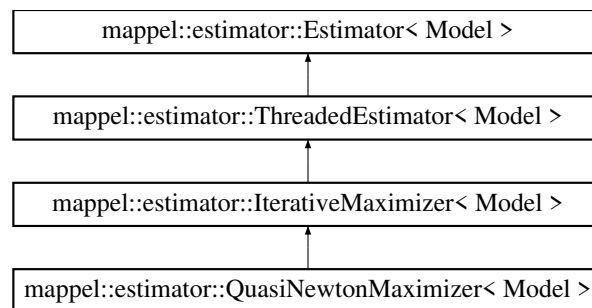 mappel::estimator::Estimator< Model >
mappel::estimator::ThreadedEstimator< Model >
mappel::estimator::IterativeMaximizer< Model >
mappel::estimator::QuasiNewtonMaximizer< Model >